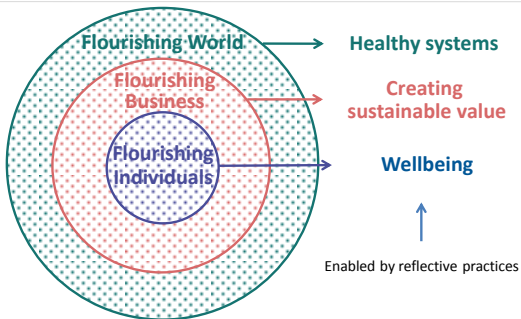 Flourishing World
Healthy systems
Flourishing
Business
Creating
sustainable value
Flourishing
Individuals
Wellbeing
Enabled by reflective practices